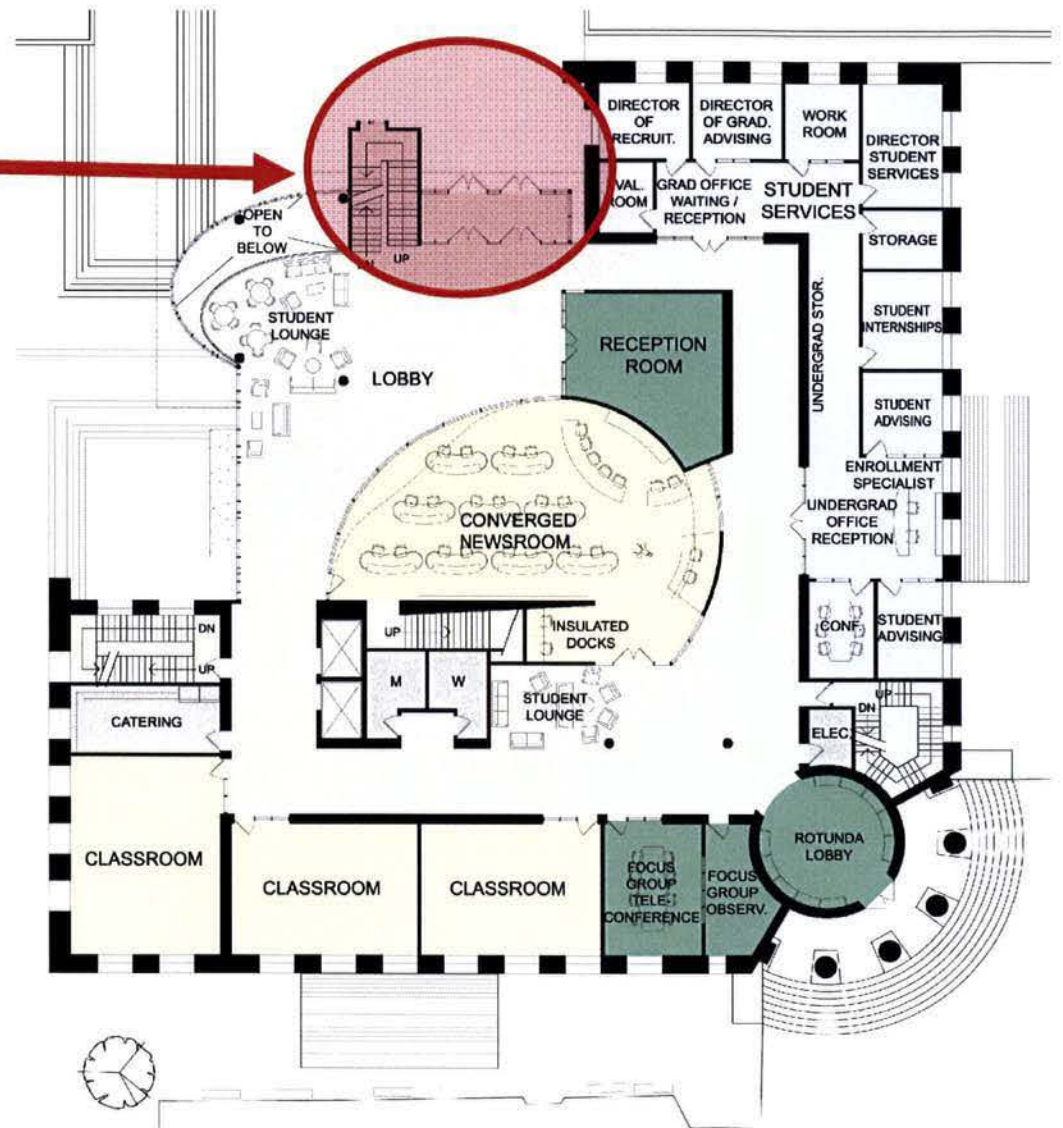 DIRECTOR
OF
RECRUIT.
DIRECTOR
OF GRAD.
ADVISING
WORK
ROOM
DIRECTOR
STUDENT
SERVICES
VAL.
ROOM
GRAD OFFICE
WAITING /
RECEPTION
STUDENT
SERVICES
STORAGE
OPEN
TO
BELOW
UP
STUDENT
LOUNGE
LOBBY
RECEPTION
ROOM
UNDERGRAD STOR.
STUDENT
INTERNSHIPS
STUDENT
ADVISING
ENROLLMENT
SPECIALIST
UNDERGRAD
OFFICE
RECEPTION
CONVERGED
NEWSROOM
UP
INSULATED
DOCKS
CONF.
STUDENT
ADVISING
DN
UP
M
W
STUDENT
LOUNGE
CATERING
UP
DN
ELEC.
CLASSROOM
CLASSROOM
CLASSROOM
FOCUS
GROUP
TELE-
CONFERENCE
FOCUS
GROUP
OBSERV.
ROTUNDA
LOBBY